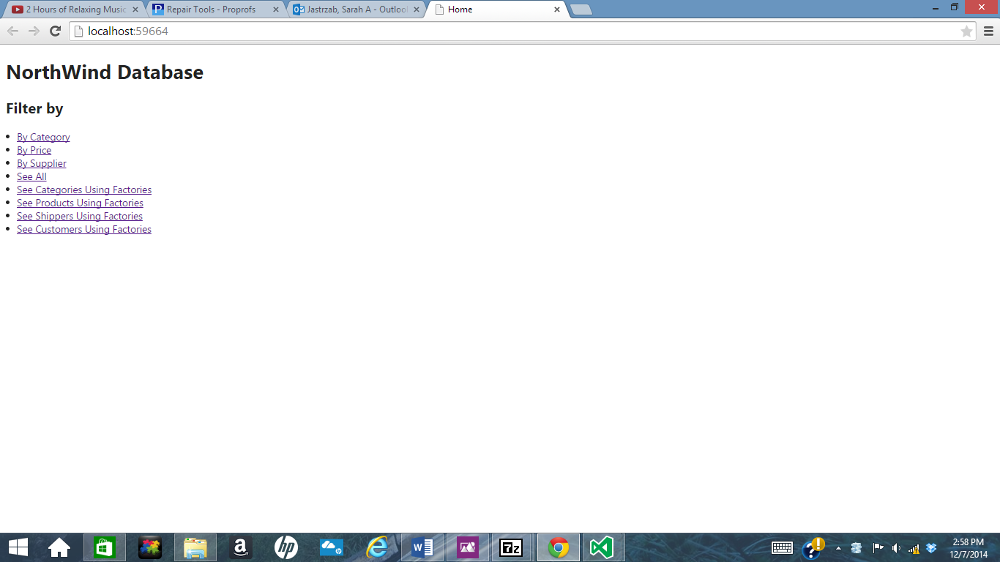 2 Hours of Relaxing Music
Repair Tools - Proprofs
Jastrzab, Sarah A - Outloo
Home
localhost:59664
NorthWind Database
Filter by
By Category
By Price
By Supplier
See All
See Categories Using Factories
See Products Using Factories
See Shippers Using Factories
See Customers Using Factories
7z
2:58 PM
12/7/2014